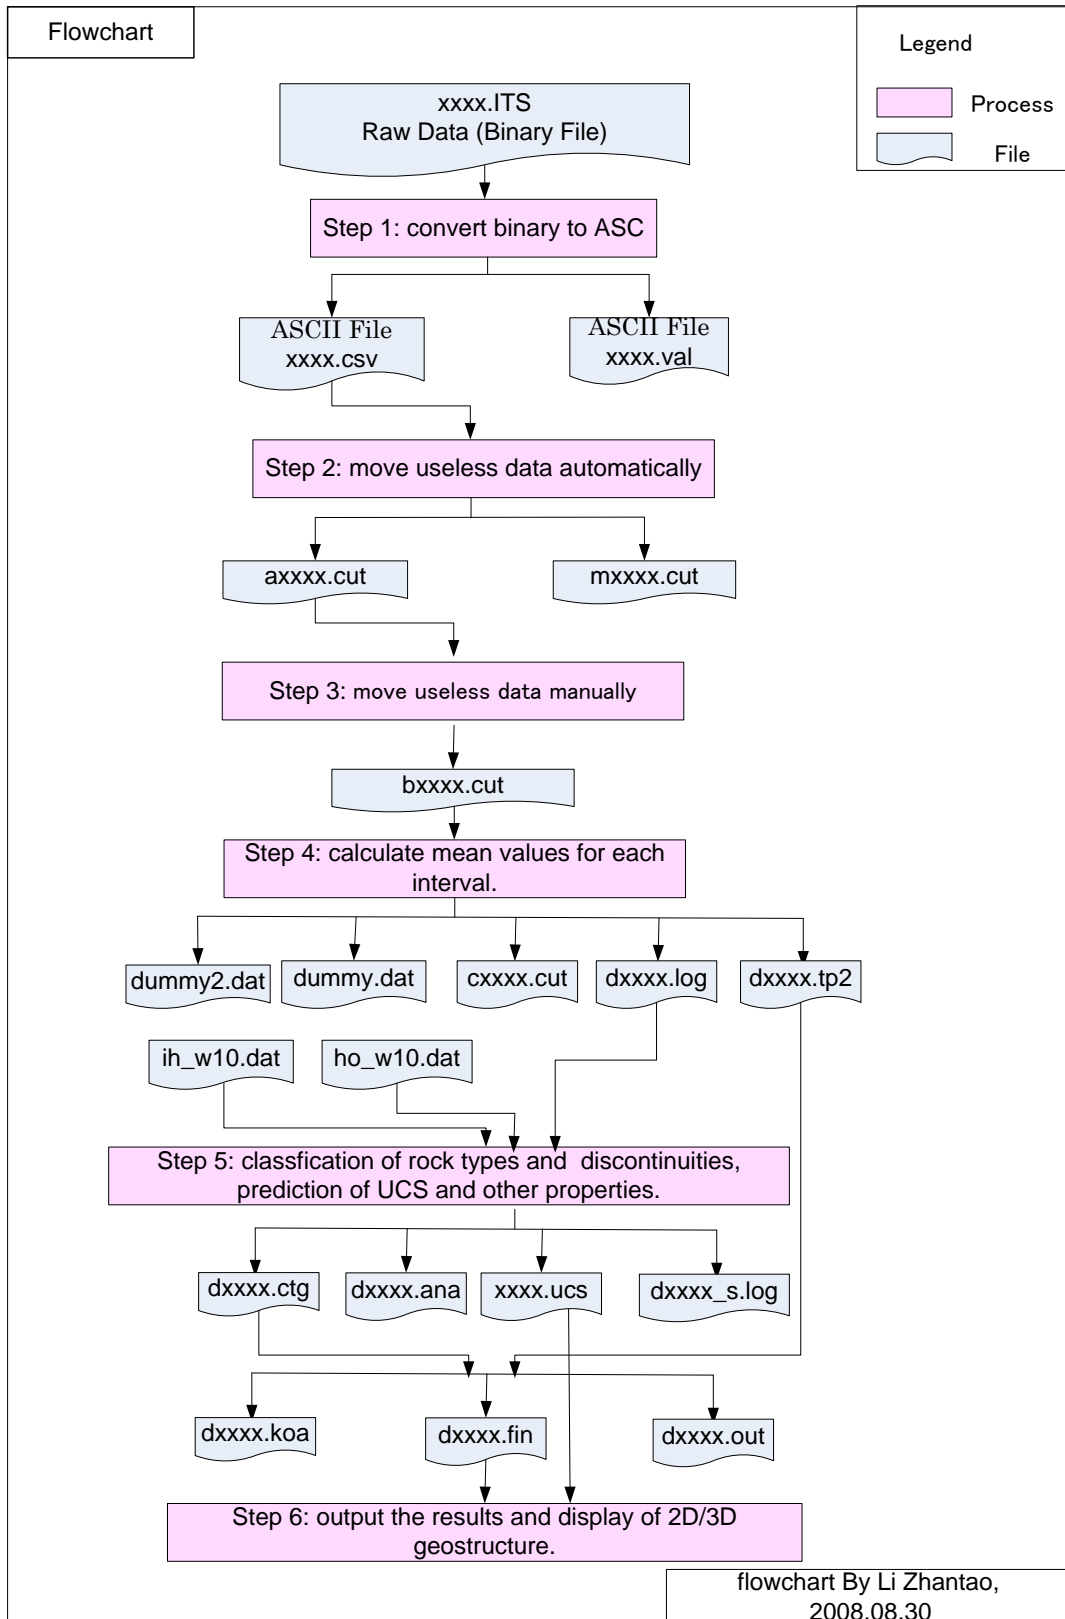 Flowchart
Legend
Process
File
xxxx.ITS
Raw Data (Binary File)
Step 1: convert binary to ASC
ASCII File
xxxx.csv
ASCII File
xxxx.val
Step 2: move useless data automatically
axxxx.cut
mxxxx.cut
Step 3: move useless data manually
bxxxx.cut
Step 4: calculate mean values for each
interval.
dummy2.dat
dummy.dat
cxxxx.cut
dxxxx.log
dxxxx.tp2
ih_w10.dat
ho_w10.dat
Step 5: classfication of rock types and discontinuities,
prediction of UCS and other properties.
dxxxx.ctg
dxxxx.ana
xxxx.ucs
dxxxx_s.log
dxxxx.koa
dxxxx.fin
dxxxx.out
Step 6: output the results and display of 2D/3D
geostructure.
flowchart By Li Zhantao,
2008.08.30